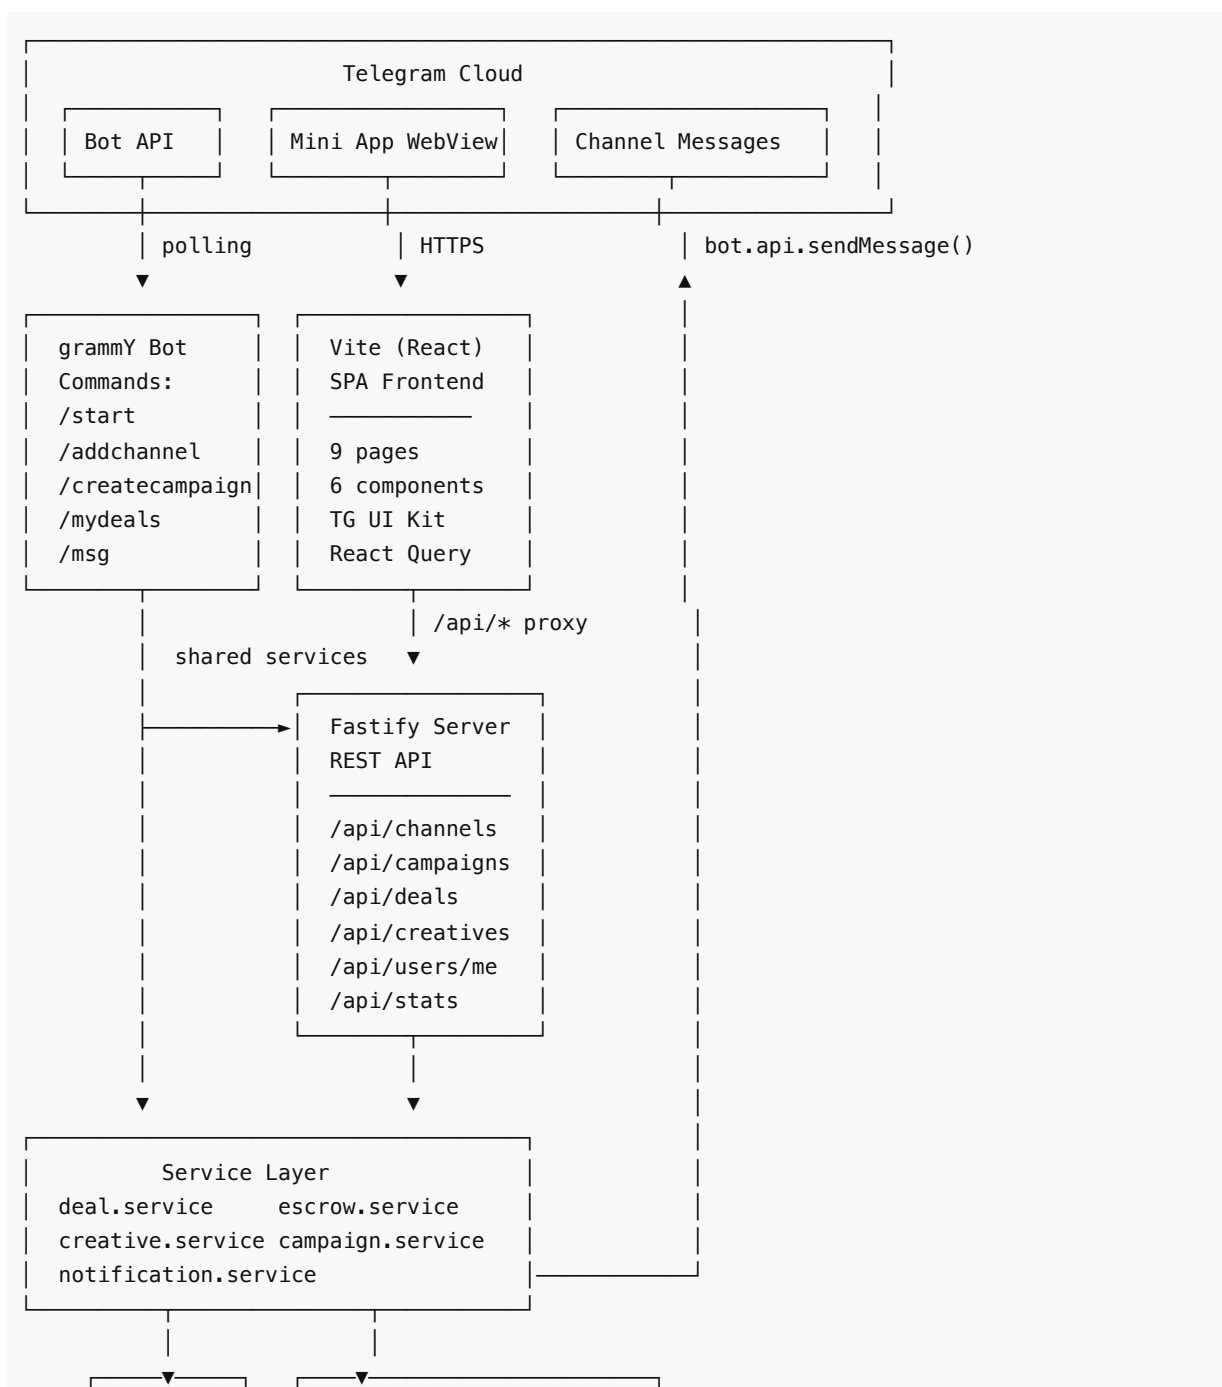 Telegram Cloud
Bot API Mini App WebView Channel Messages
polling HTTPS bot.api.sendMessage()
grammY Bot Vite (React)
Commands: SPA Frontend
/start
/addchannel 9 pages
/createcampaign 6 components
/mydeals TG UI Kit
/msg React Query
/api/* proxy
shared services
Fastify Server
REST API
/api/channels
/api/campaigns
/api/deals
/api/creatives
/api/users/me
/api/stats
Service Layer
deal.service escrow.service
creative.service campaign.service
notification.service